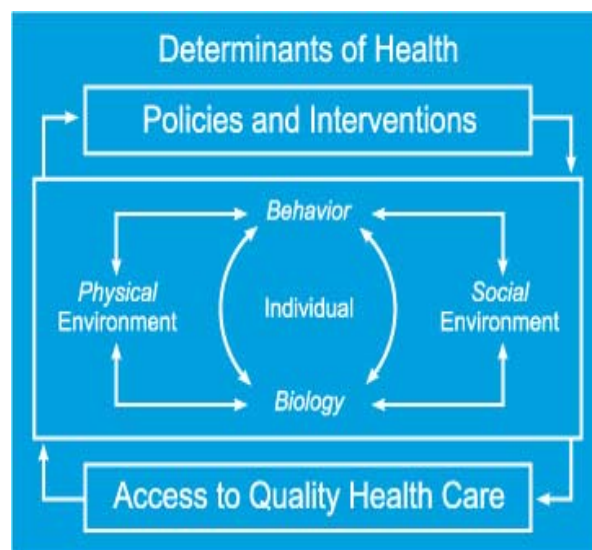 Determinants of Health
Policies and Interventions
Behavior
Physical
Environment
Individual
Social
Environment
Biology
Access to Quality Health Care